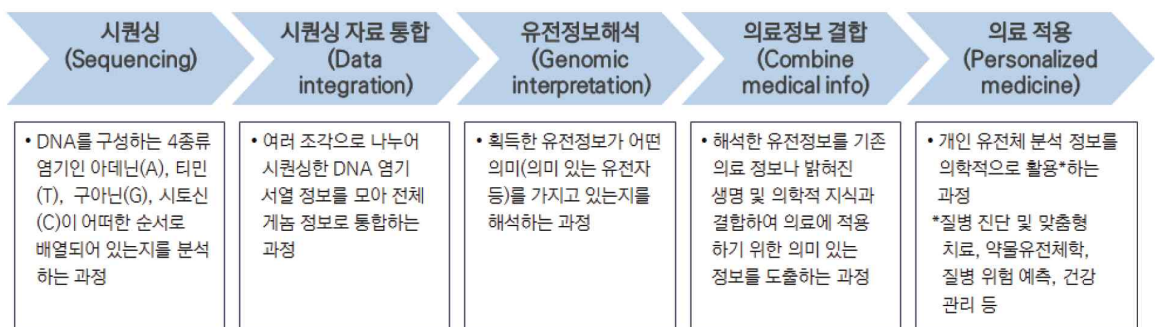 시퀀싱
(Sequencing)
시퀀싱 자료 통합
(Data
integration)
유전정보해석
(Genomic
interpretation)
의료정보 결합
(Combine
medical info)
의료 적용
(Personalized
medicine)
• DNA를 구성하는 4종류
염기인 아데닌(A), 티민
(T), 구아닌(G), 시토신
(C)이 어떠한 순서로
배열되어 있는지를 분석
하는 과정
• 여러 조각으로 나누어
시퀀싱한 DNA 염기
서열 정보를 모아 전체
게놈 정보로 통합하는
과정
• 획득한 유전정보가 어떤
의미(의미 있는 유전자
등)를 가지고 있는지를
해석하는 과정
• 해석한 유전정보를 기존
의료 정보나 밝혀진
생명 및 의학적 지식과
결합하여 의료에 적용
하기 위한 의미 있는
정보를 도출하는 과정
• 개인 유전체 분석 정보를
의학적으로 활용*하는
과정
*질병 진단 및 맞춤형
치료, 약물유전체학,
질병 위험 예측, 건강
관리 등